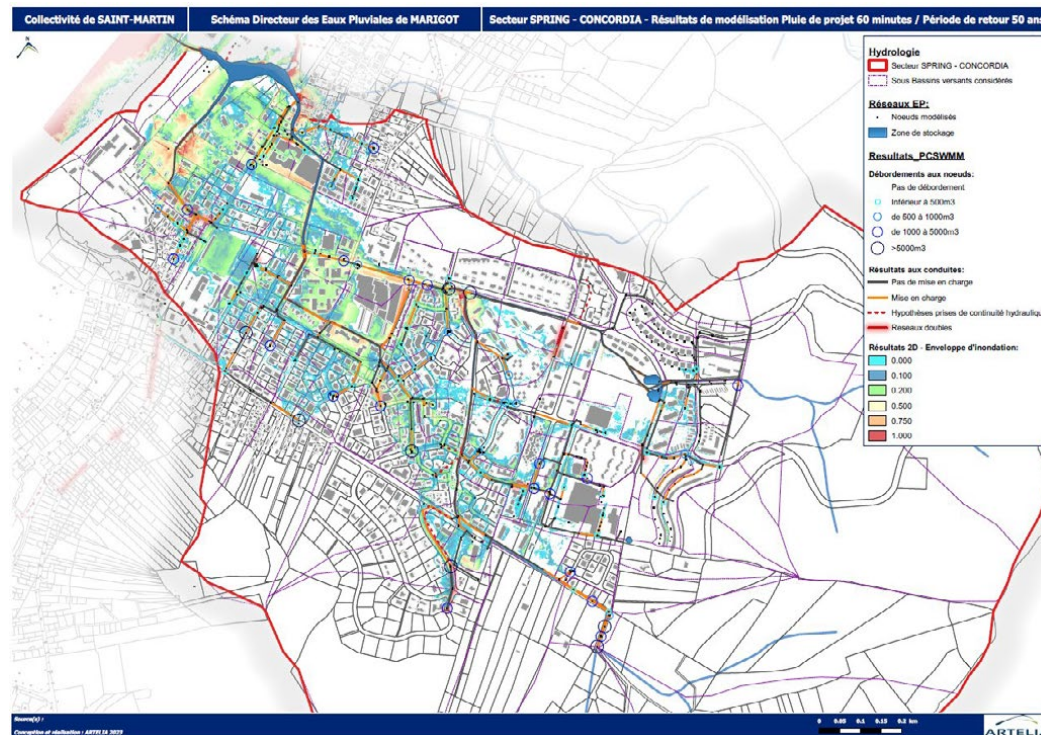 Collectivité de SAINT-MARTIN
Schéma Directeur des Eaux Pluviales de MARIGOT
Secteur SPRING - CONCORDIA - Résultats de modélisation Pluie de projet 60 minutes / Période de retour 50 ans
N
Hydrologie
Secteur SPRING - CONCORDIA
Sous Bassins versants considérés
Réseaux EP:
Noeuds modélisés
Zone de stockage
Resultats_PCSWMM
Débordements aux noeuds:
Pas de débordement
Inférieur à 500m3
de 500 à 1000m3
de 1000 à 5000m3
>5000m3
Résultats aux conduites:
Pas de mise en charge
Mise en charge
Hypothèses prises de continuité hydraulique
Reseaux doublés
Résultats 2D - Enveloppe d'inondation:
0.000
0.100
0.200
0.500
0.750
1.000
Source(s) :
Conception et réalisation : ARTELIA 2023
0 0.05 0.1 0.15 0.2 km
ARTELIA